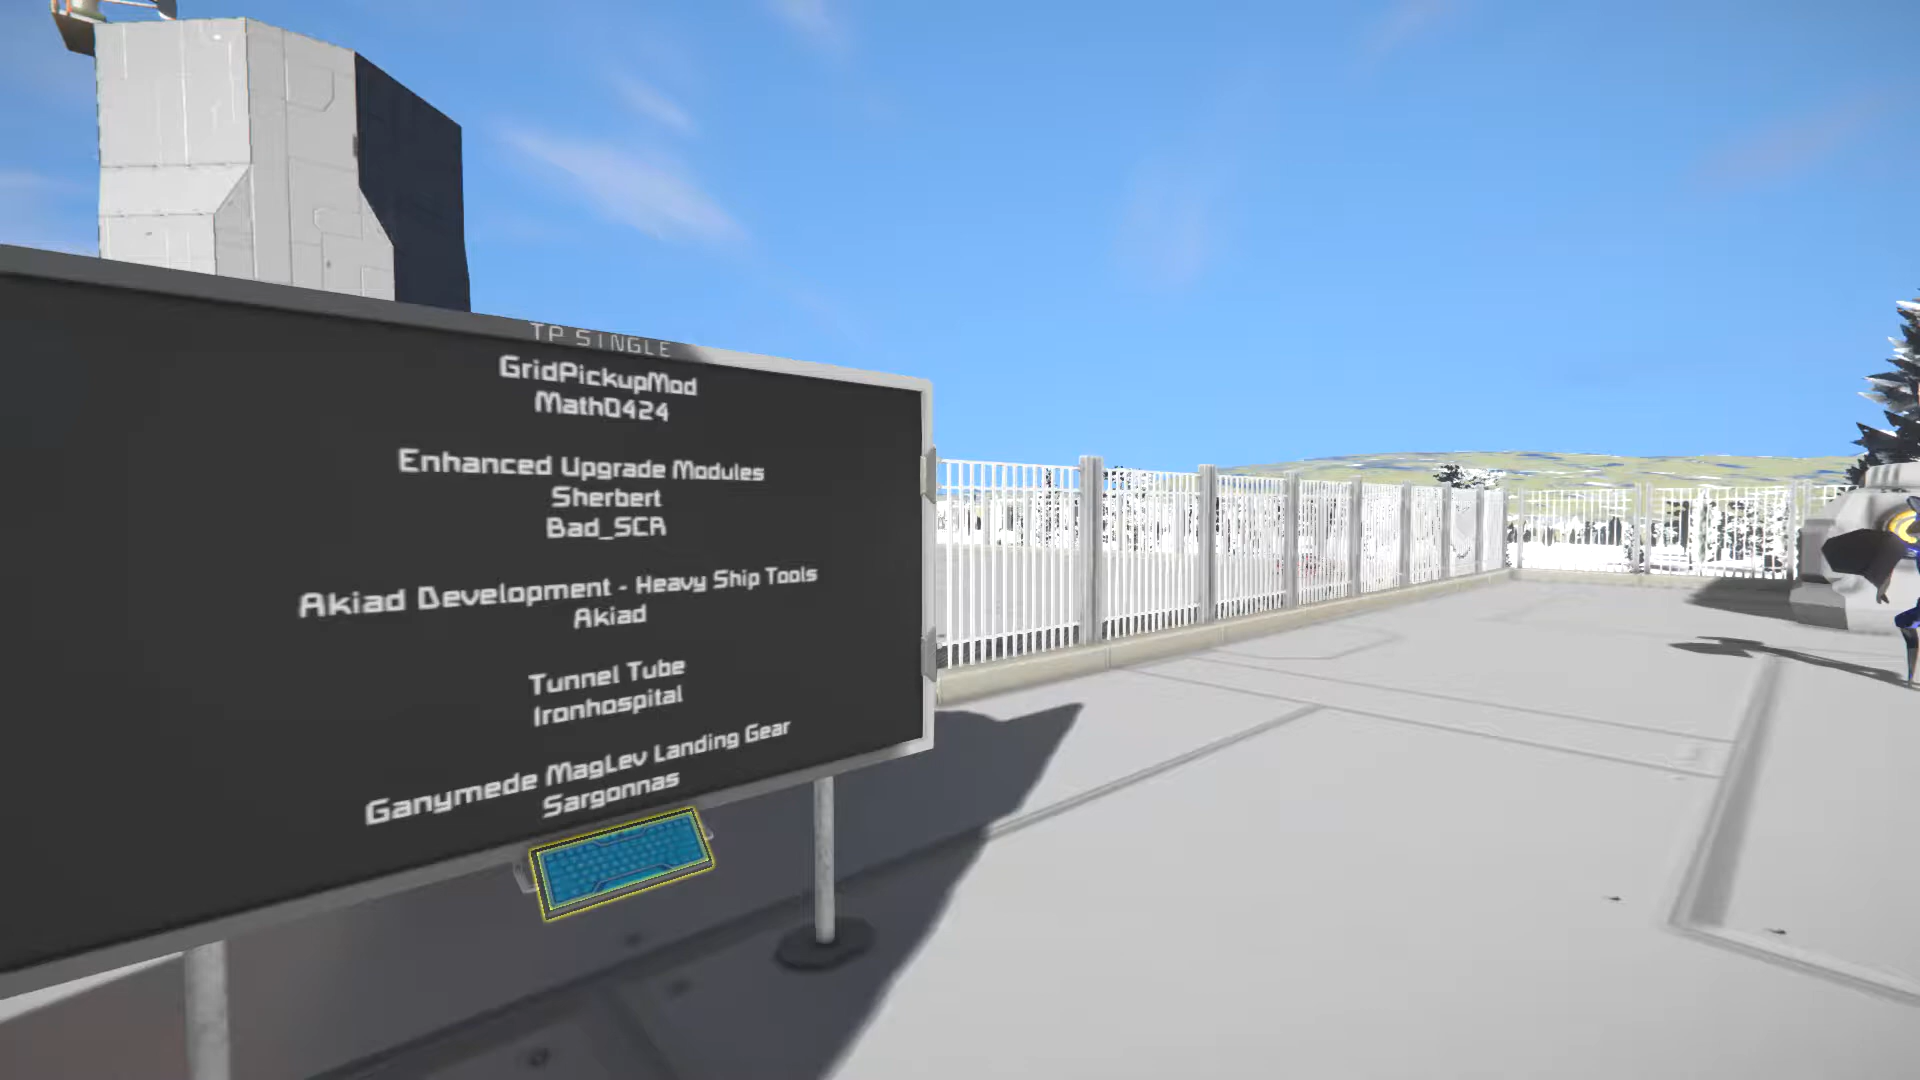 TP SINGLE
GridPickupMod
Math0424
Enhanced Upgrade Modules
Sherbert
Bad_SCR
Akiad Development - Heavy Ship Tools
Akiad
Tunnel Tube
Ironhospital
Ganymede MagLev Landing Gear
Sargonnas